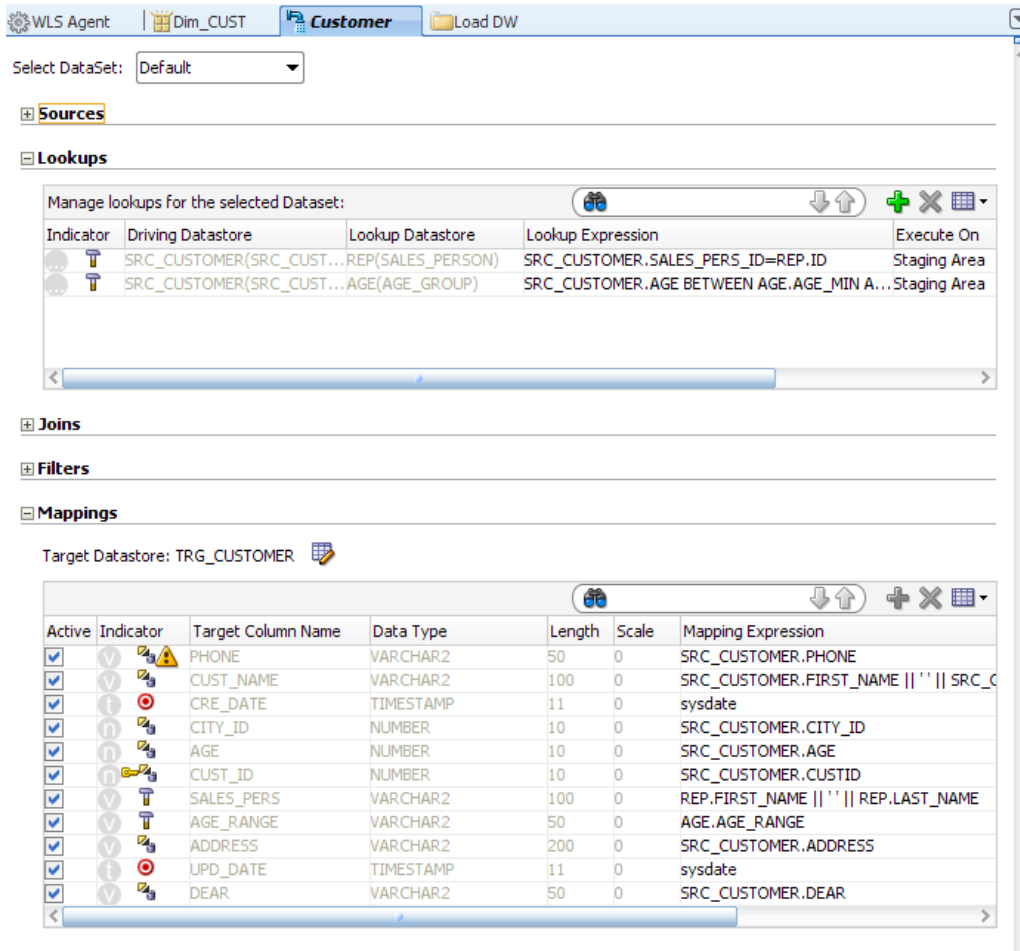 WLS Agent Dim_CUST Customer Load DW
Select DataSet: Default
Sources
Lookups
Manage lookups for the selected Dataset:
Indicator Driving Datastore Lookup Datastore Lookup Expression Execute On
... SRC_CUSTOMER(SRC_CUST... REP(SALES_PERSON) SRC_CUSTOMER.SALES_PERS_ID=REP.ID Staging Area
... SRC_CUSTOMER(SRC_CUST... AGE(AGE_GROUP) SRC_CUSTOMER.AGE BETWEEN AGE.AGE_MIN A... Staging Area
Joins
Filters
Mappings
Target Datastore: TRG_CUSTOMER
Active Indicator Target Column Name Data Type Length Scale Mapping Expression
v PHONE VARCHAR2 50 0 SRC_CUSTOMER.PHONE
v CUST_NAME VARCHAR2 100 0 SRC_CUSTOMER.FIRST_NAME || ' ' || SRC_C
t CRE_DATE TIMESTAMP 11 0 sysdate
n CITY_ID NUMBER 10 0 SRC_CUSTOMER.CITY_ID
n AGE NUMBER 10 0 SRC_CUSTOMER.AGE
n CUST_ID NUMBER 10 0 SRC_CUSTOMER.CUSTID
v SALES_PERS VARCHAR2 100 0 REP.FIRST_NAME || ' ' || REP.LAST_NAME
v AGE_RANGE VARCHAR2 50 0 AGE.AGE_RANGE
v ADDRESS VARCHAR2 200 0 SRC_CUSTOMER.ADDRESS
t UPD_DATE TIMESTAMP 11 0 sysdate
v DEAR VARCHAR2 50 0 SRC_CUSTOMER.DEAR